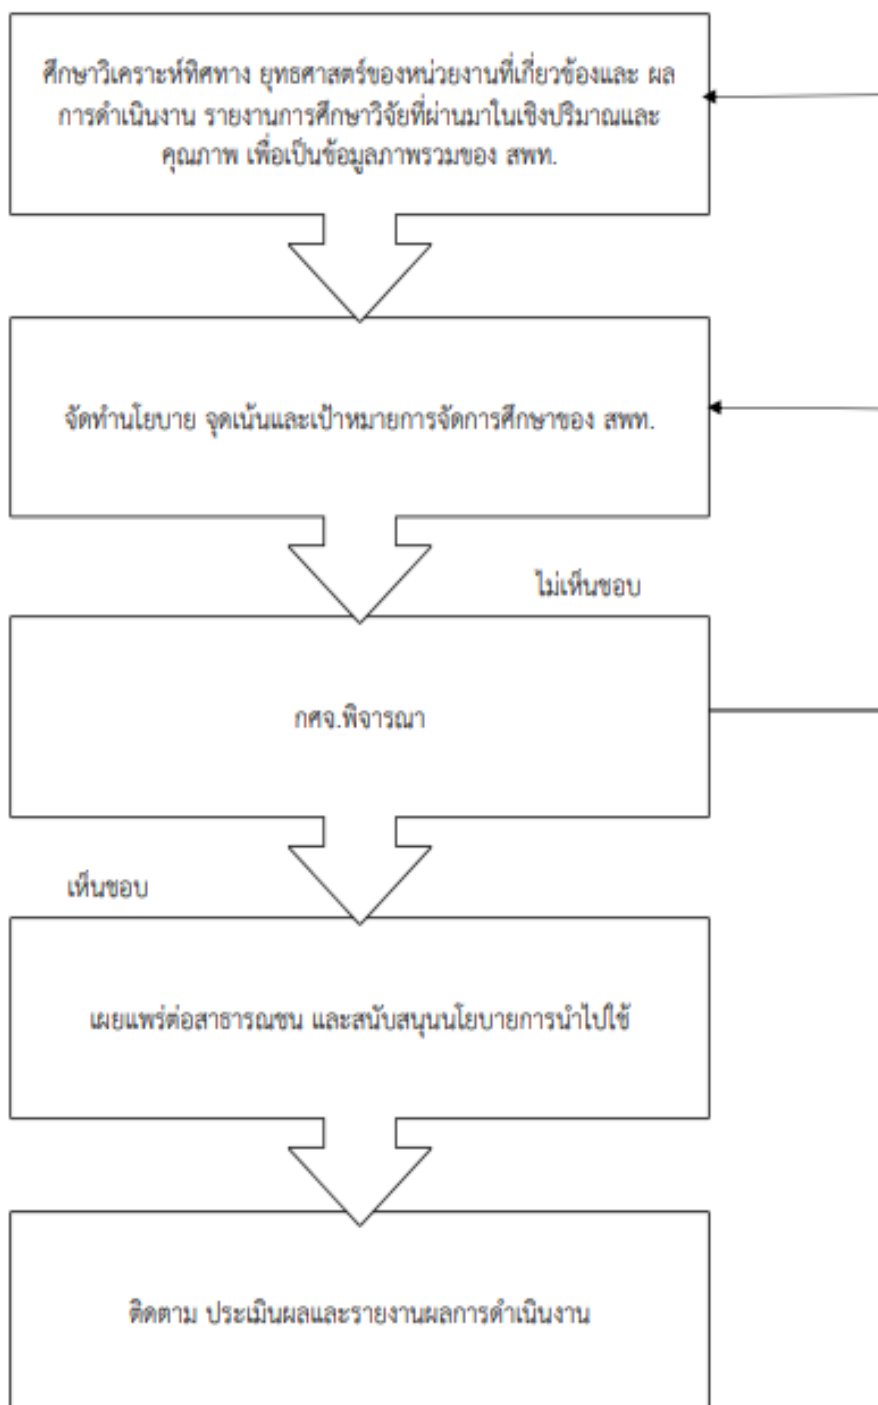 ศึกษาวิเคราะห์ทิศทาง ยุทธศาสตร์ของหน่วยงานที่เกี่ยวข้องและ ผล
การดำเนินงาน รายงานการศึกษาวิจัยที่ผ่านมาในเชิงปริมาณและ
คุณภาพ เพื่อเป็นข้อมูลภาพรวมของ สพท.
จัดทำนโยบาย จุดเน้นและเป้าหมายการจัดการศึกษาของ สพท.
ไม่เห็นชอบ
กศจ.พิจารณา
เห็นชอบ
เผยแพร่ต่อสาธารณชน และสนับสนุนนโยบายการนำไปใช้
ติดตาม ประเมินผลและรายงานผลการดำเนินงาน